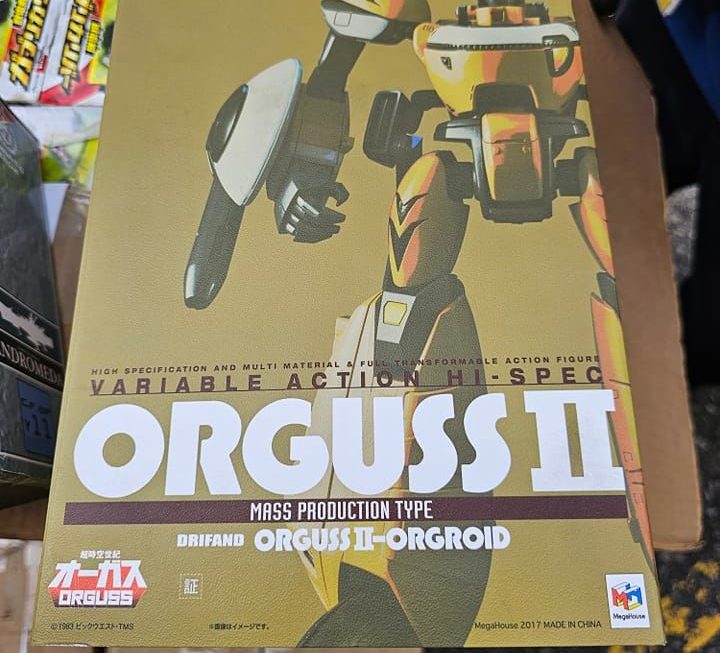 HIGH SPECIFICATION AND MULTI MATERIAL & FULL TRANSFORMABLE ACTION FIGURE
VARIABLE ACTION HI-SPEC
ORGUSS II
MASS PRODUCTION TYPE
DRIFAND ORGUSS II-ORGROID
超時空世紀
オーガス
ORGUSS
証
©1983 ビックウエスト・TMS
※画像はイメージです。
MegaHouse 2017 MADE IN CHINA
MegaHouse
NDROMEDA